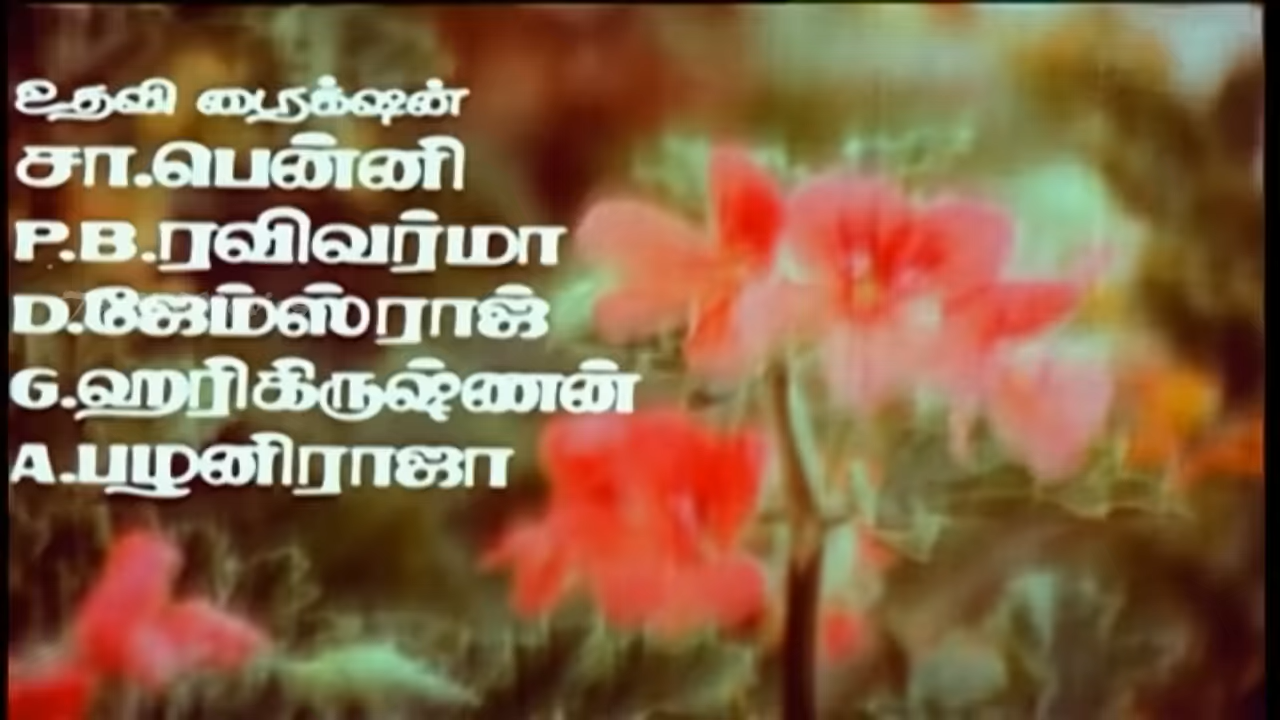 உதவி டைரக்‌ஷன்
சா.பென்னி
P.B.ரவிவர்மா
D.ஜேம்ஸ்ராஜ்
G.ஹரிகிருஷ்ணன்
A.பழனிராஜா